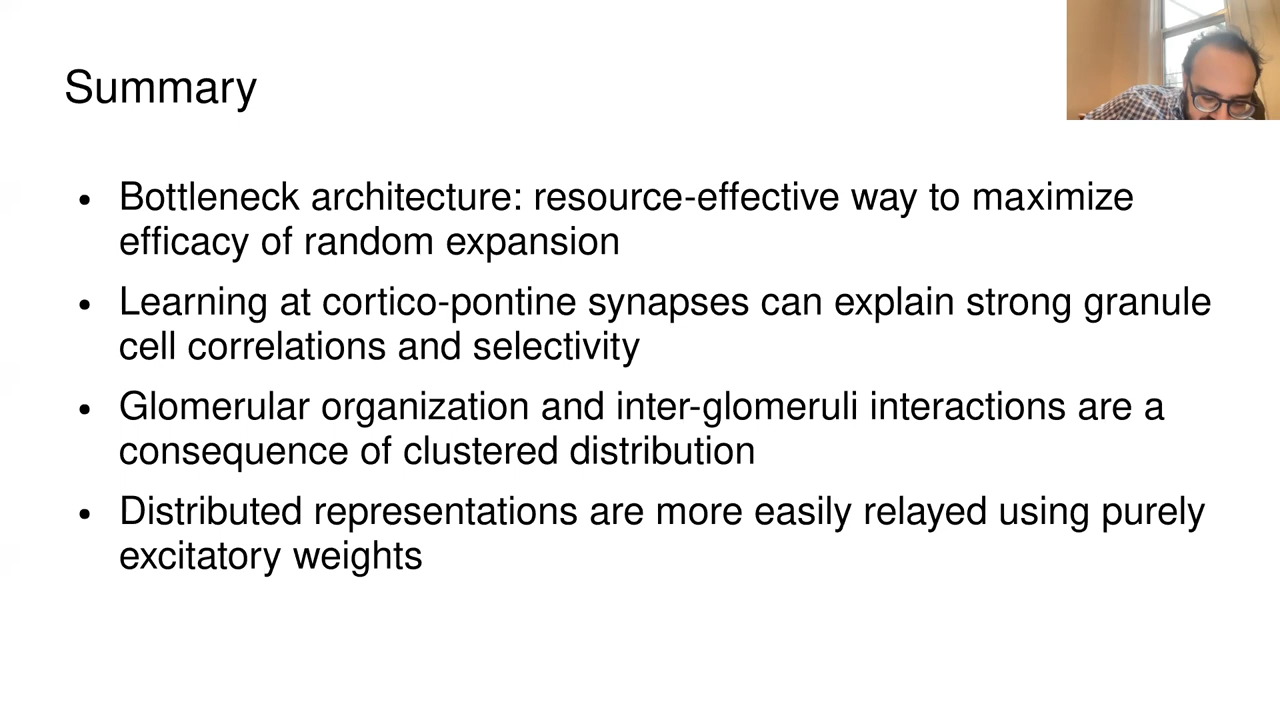 Summary
• Bottleneck architecture: resource-effective way to maximize
efficacy of random expansion
• Learning at cortico-pontine synapses can explain strong granule
cell correlations and selectivity
• Glomerular organization and inter-glomeruli interactions are a
consequence of clustered distribution
• Distributed representations are more easily relayed using purely
excitatory weights